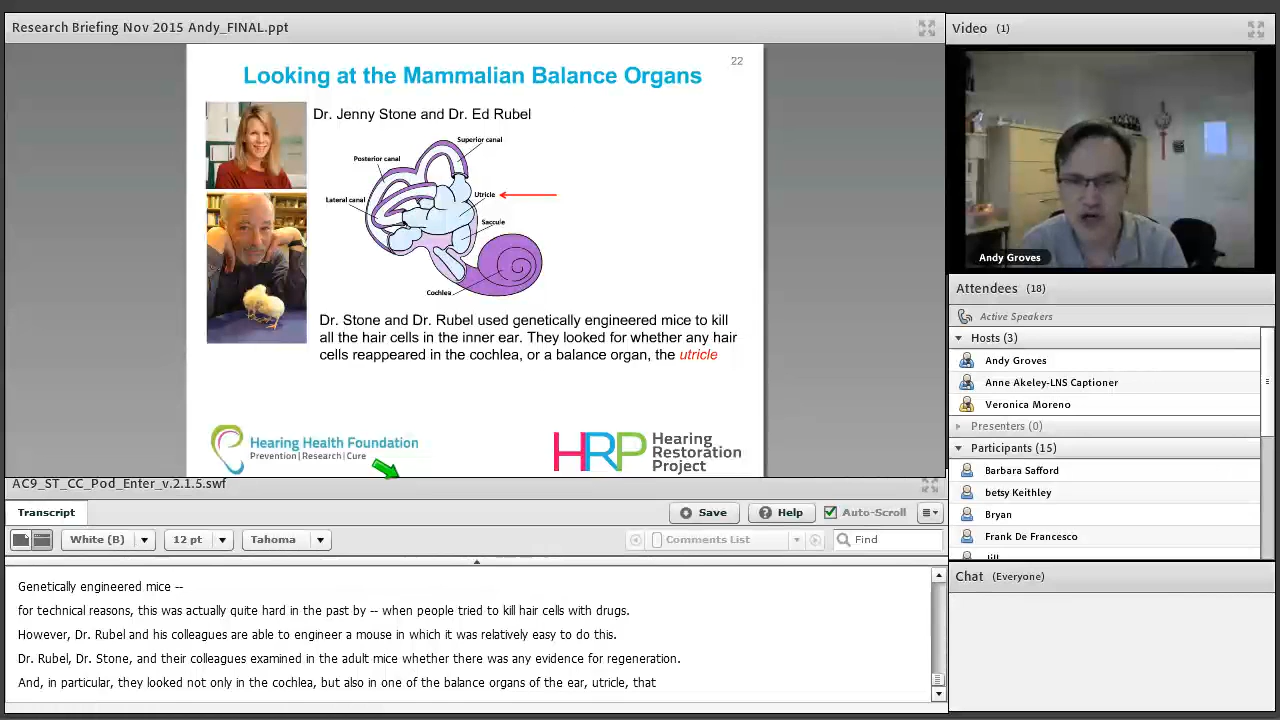 Research Briefing Nov 2015 Andy_FINAL.ppt
22
Looking at the Mammalian Balance Organs
Dr. Jenny Stone and Dr. Ed Rubel
Superior canal
Posterior canal
Utricle
Lateral canal
Saccule
Cochlea
Dr. Stone and Dr. Rubel used genetically engineered mice to kill
all the hair cells in the inner ear. They looked for whether any hair
cells reappeared in the cochlea, or a balance organ, the utricle
Hearing Health Foundation
Prevention|Research|Cure
HRP Hearing
Restoration
Project
AC9_ST_CC_Pod_Enter_v.2.1.5.swf
Transcript
Save
Help
Auto-Scroll
White (B)
12 pt
Tahoma
Comments List
Find
Genetically engineered mice --
for technical reasons, this was actually quite hard in the past by -- when people tried to kill hair cells with drugs.
However, Dr. Rubel and his colleagues are able to engineer a mouse in which it was relatively easy to do this.
Dr. Rubel, Dr. Stone, and their colleagues examined in the adult mice whether there was any evidence for regeneration.
And, in particular, they looked not only in the cochlea, but also in one of the balance organs of the ear, utricle, that
Video (1)
Andy Groves
Attendees (18)
Active Speakers
Hosts (3)
Andy Groves
Anne Akeley-LNS Captioner
Veronica Moreno
Presenters (0)
Participants (15)
Barbara Safford
betsy Keithley
Bryan
Frank De Francesco
Chat (Everyone)